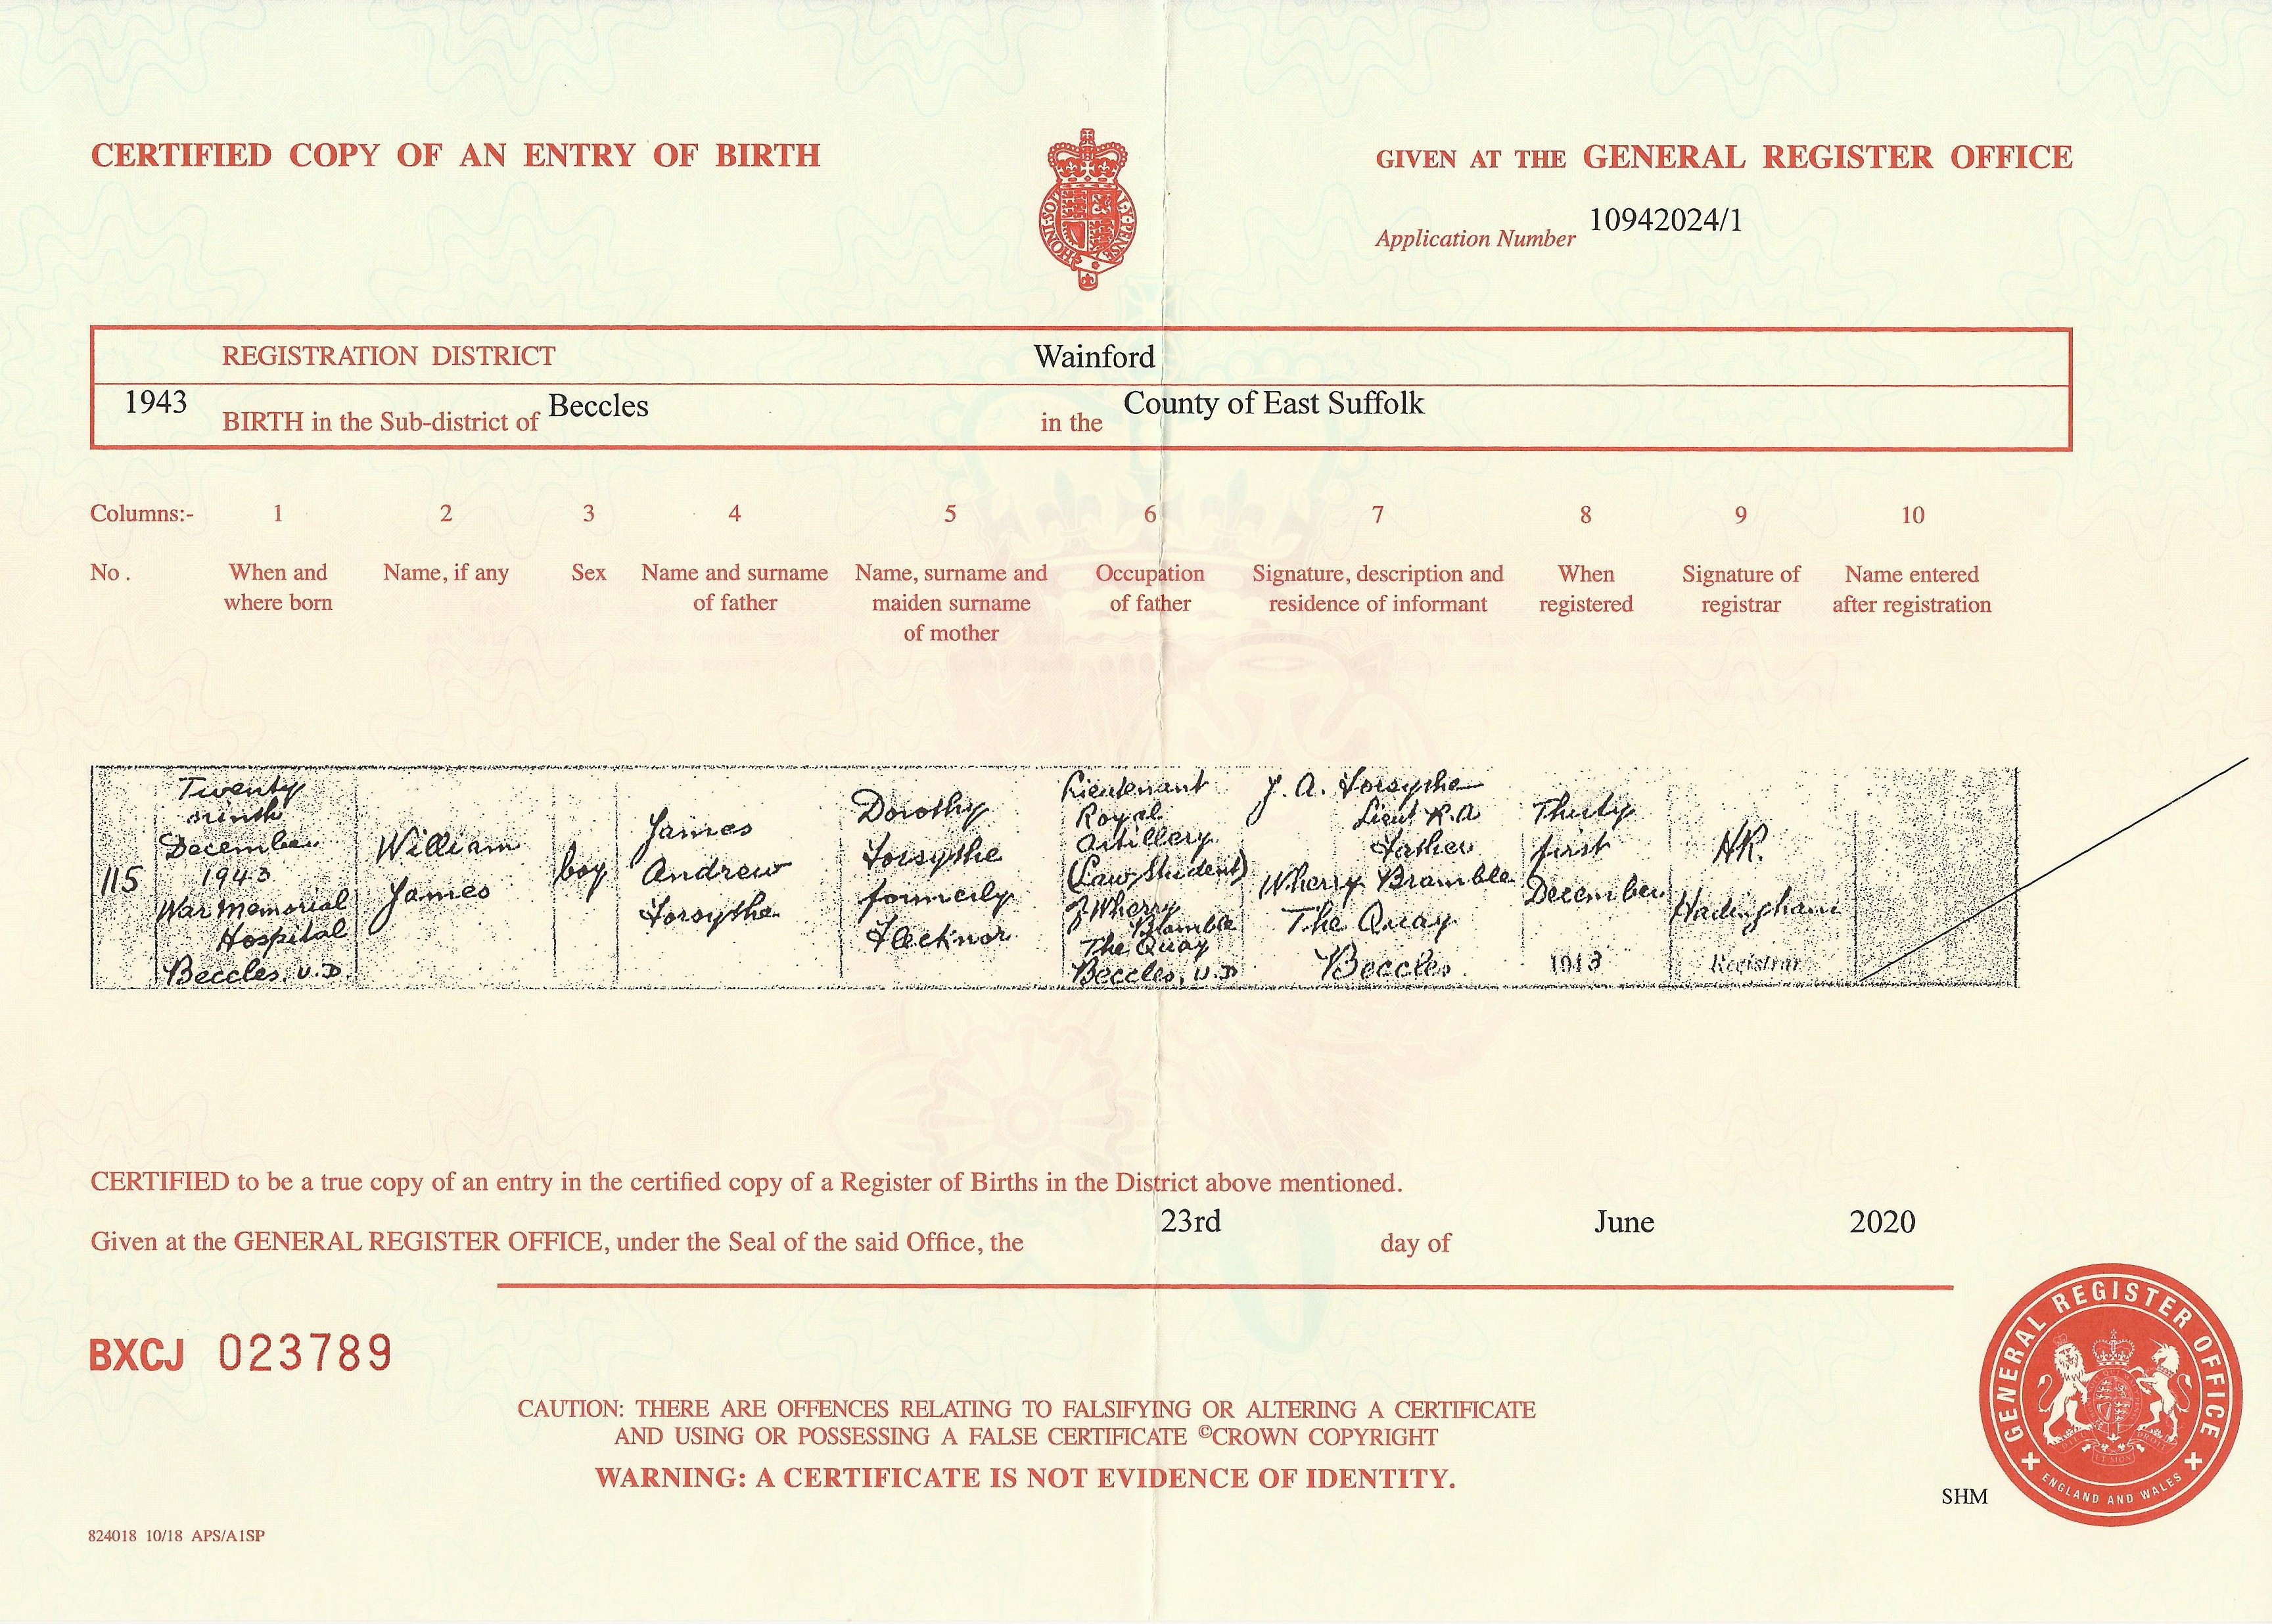 CERTIFIED COPY OF AN ENTRY OF BIRTH
GIVEN AT THE GENERAL REGISTER OFFICE
HONI·SOIT
MAL·Y·PENSE
Application Number 10942024/1
REGISTRATION DISTRICT Wainford
1943 BIRTH in the Sub-district of Beccles in the County of East Suffolk
Columns:- 1 2 3 4 5 6 7 8 9 10
No. When and where born
Name, if any
Sex
Name and surname
of father
Name, surname and
maiden surname
of mother
Occupation
of father
Signature, description and
residence of informant
When
registered
Signature of
registrar
Name entered
after registration
115
Twenty
ninth
December
1943
War Memorial
Hospital
Beccles. U.D.
William
James
boy
James
Andrew
Forsythe
Dorothy
Forsythe
formerly
Flecknor
Lieutenant
Royal
Artillery
(Law Student)
of Wherry
Bramble
The Quay
Beccles, U.D
J. A. Forsythe
Lieut R.A
Father
Wherry Bramble
The Quay
Beccles
Thirty
first
December
1943
H.R.
Registrar
CERTIFIED to be a true copy of an entry in the certified copy of a Register of Births in the District above mentioned.
Given at the GENERAL REGISTER OFFICE, under the Seal of the said Office, the 23rd day of June 2020
BXCJ 023789
CAUTION: THERE ARE OFFENCES RELATING TO FALSIFYING OR ALTERING A CERTIFICATE
AND USING OR POSSESSING A FALSE CERTIFICATE ©CROWN COPYRIGHT
WARNING: A CERTIFICATE IS NOT EVIDENCE OF IDENTITY.
SHM
GENERAL REGISTER OFFICE
ENGLAND AND WALES
824018 10/18 APS/A1SP